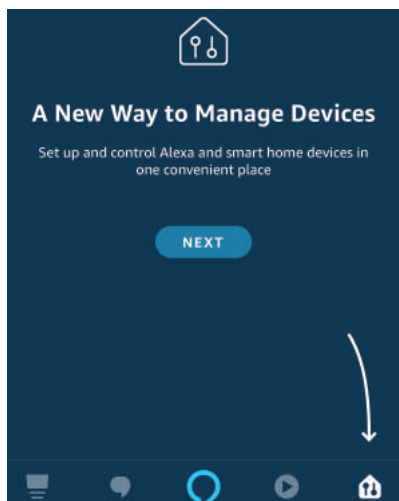 A New Way to Manage Devices
Set up and control Alexa and smart home devices in
one convenient place
NEXT